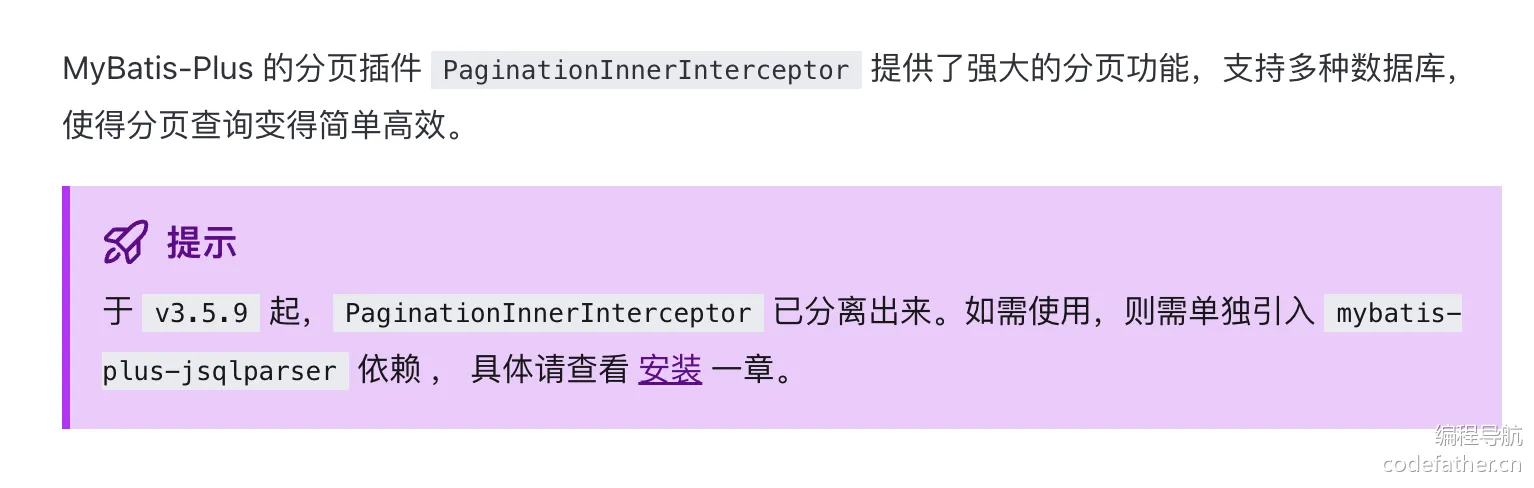 MyBatis-Plus 的分页插件 PaginationInnerInterceptor 提供了强大的分页功能，支持多种数据库，
使得分页查询变得简单高效。
提示
于 v3.5.9 起， PaginationInnerInterceptor 已分离出来。如需使用，则需单独引入 mybatis-
plus-jsqlparser 依赖 ， 具体请查看 安装 一章。
编程导航
codefather.cn